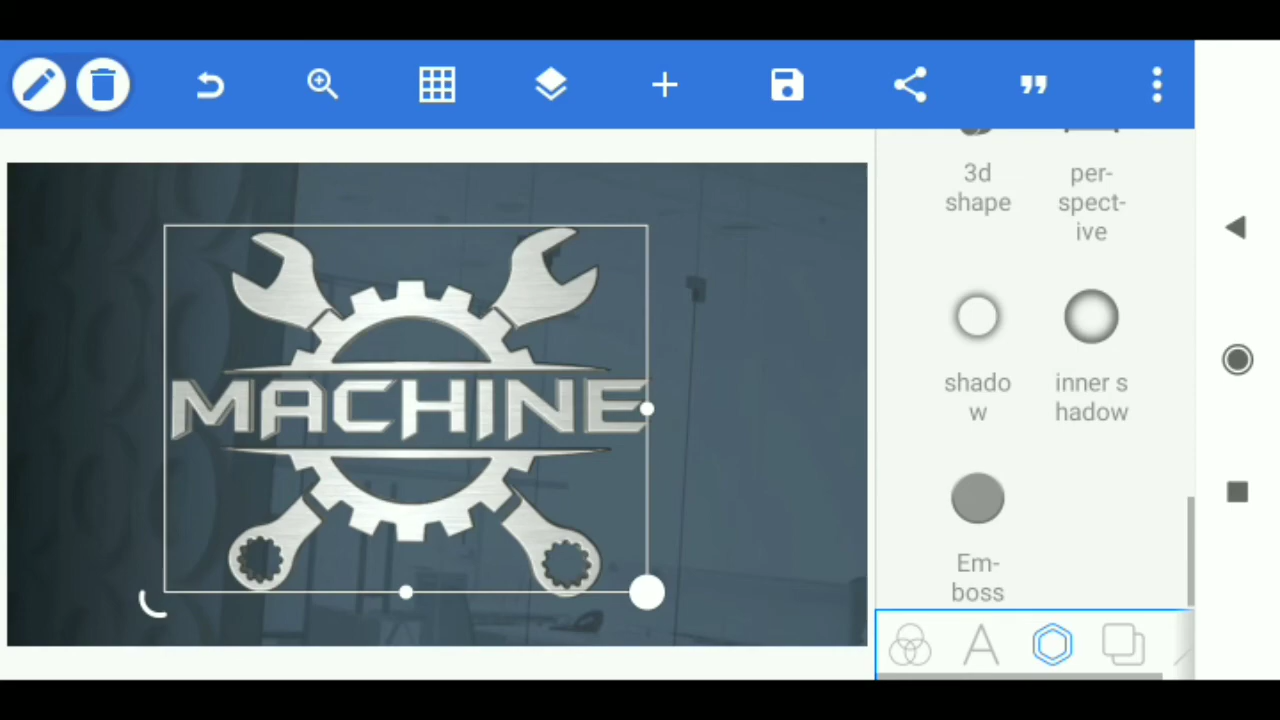 3d
shape
per-
spect-
ive
MACHINE
shado
w
inner s
hadow
Em-
boss